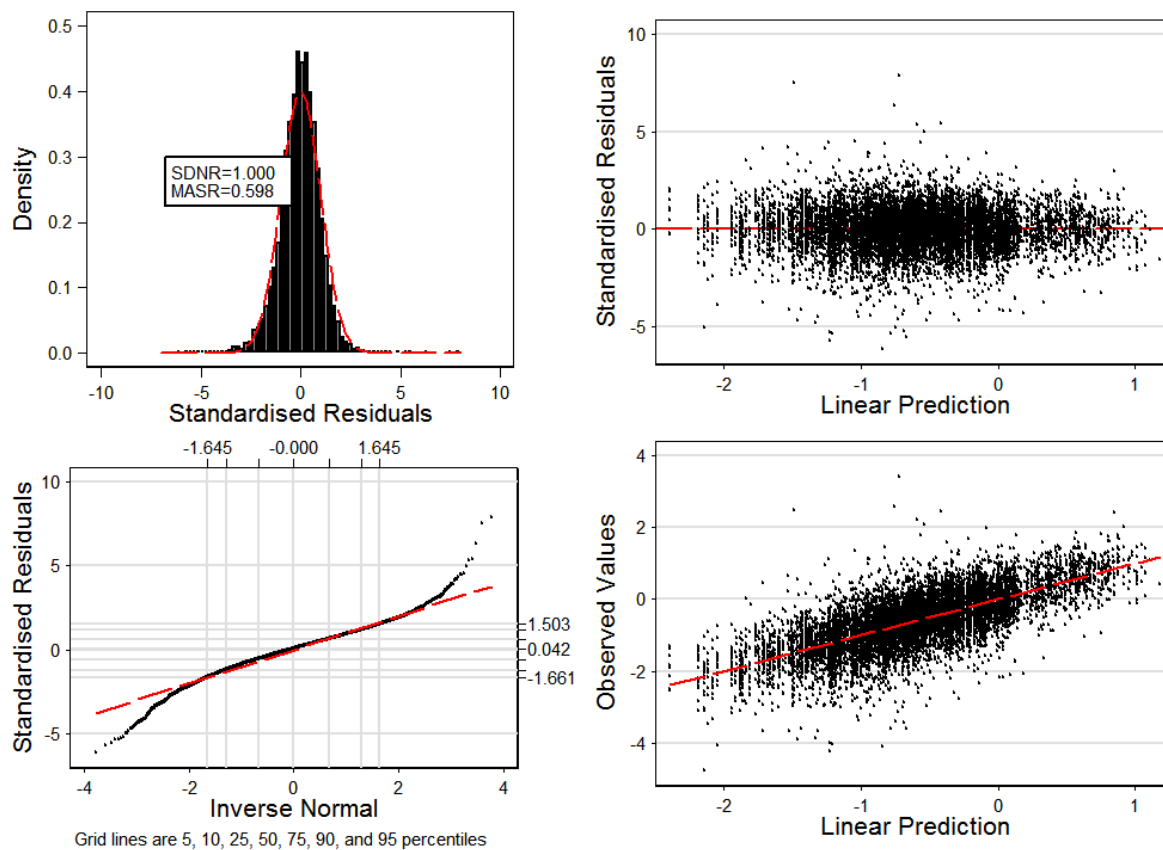 0.5
0.4
0.3
0.2
0.1
0.0
Density
SDNR=1.000
MASR=0.598
-10 -5 0 5 10
Standardised Residuals
10
5
0
-5
Standardised Residuals
-2 -1 0 1
Linear Prediction
-1.645 -0.000 1.645
10
5
0
-5
Standardised Residuals
1.503
0.042
-1.661
-4 -2 0 2 4
Inverse Normal
Grid lines are 5, 10, 25, 50, 75, 90, and 95 percentiles
4
2
0
-2
-4
Observed Values
-2 -1 0 1
Linear Prediction